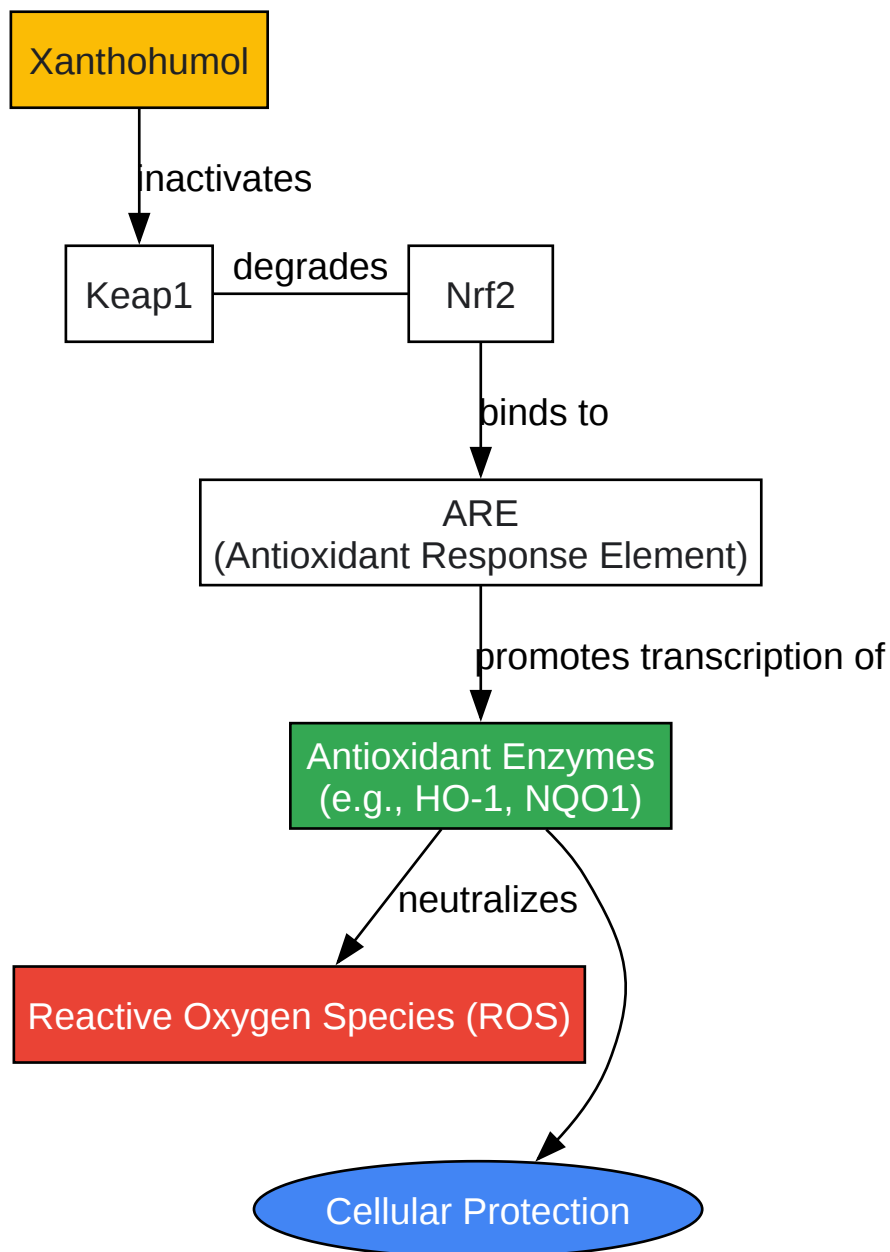 Xanthohumol
inactivates
degrades
Keap1
Nrf2
binds to
ARE
(Antioxidant Response Element)
promotes transcription of
Antioxidant Enzymes
(e.g., HO-1, NQO1)
neutralizes
Reactive Oxygen Species (ROS)
Cellular Protection